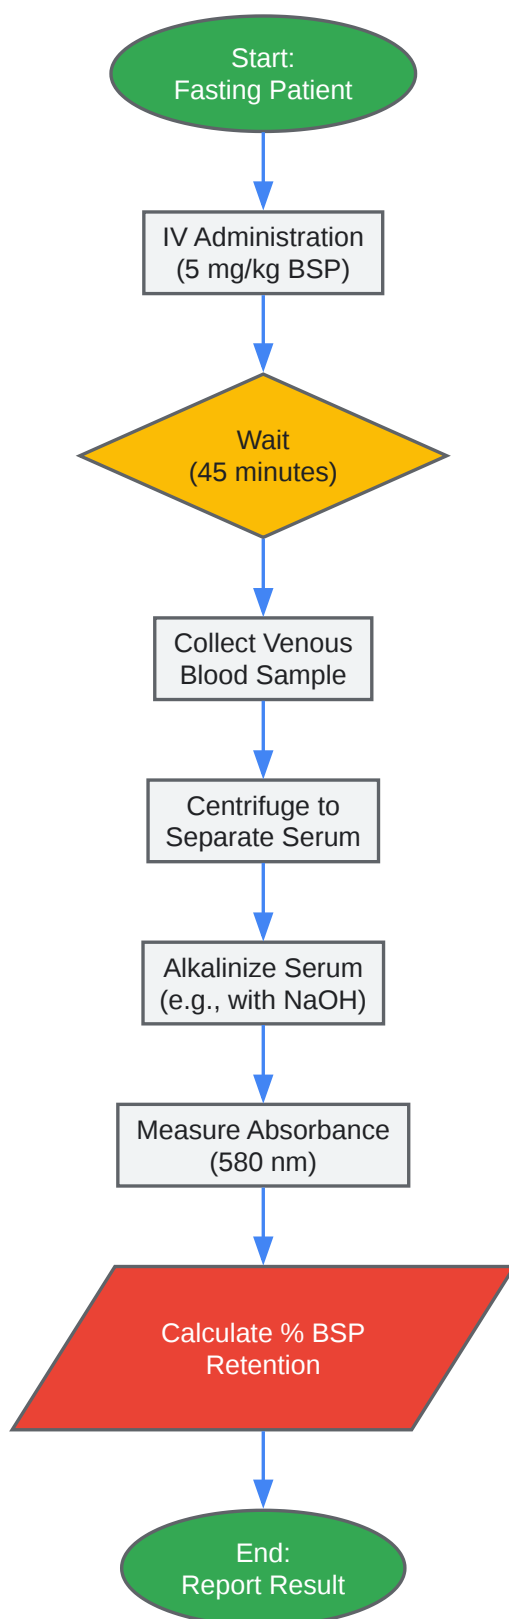 Start:
Fasting Patient
IV Administration
(5 mg/kg BSP)
Wait
(45 minutes)
Collect Venous
Blood Sample
Centrifuge to
Separate Serum
Alkalinize Serum
(e.g., with NaOH)
Measure Absorbance
(580 nm)
Calculate % BSP
Retention
End:
Report Result